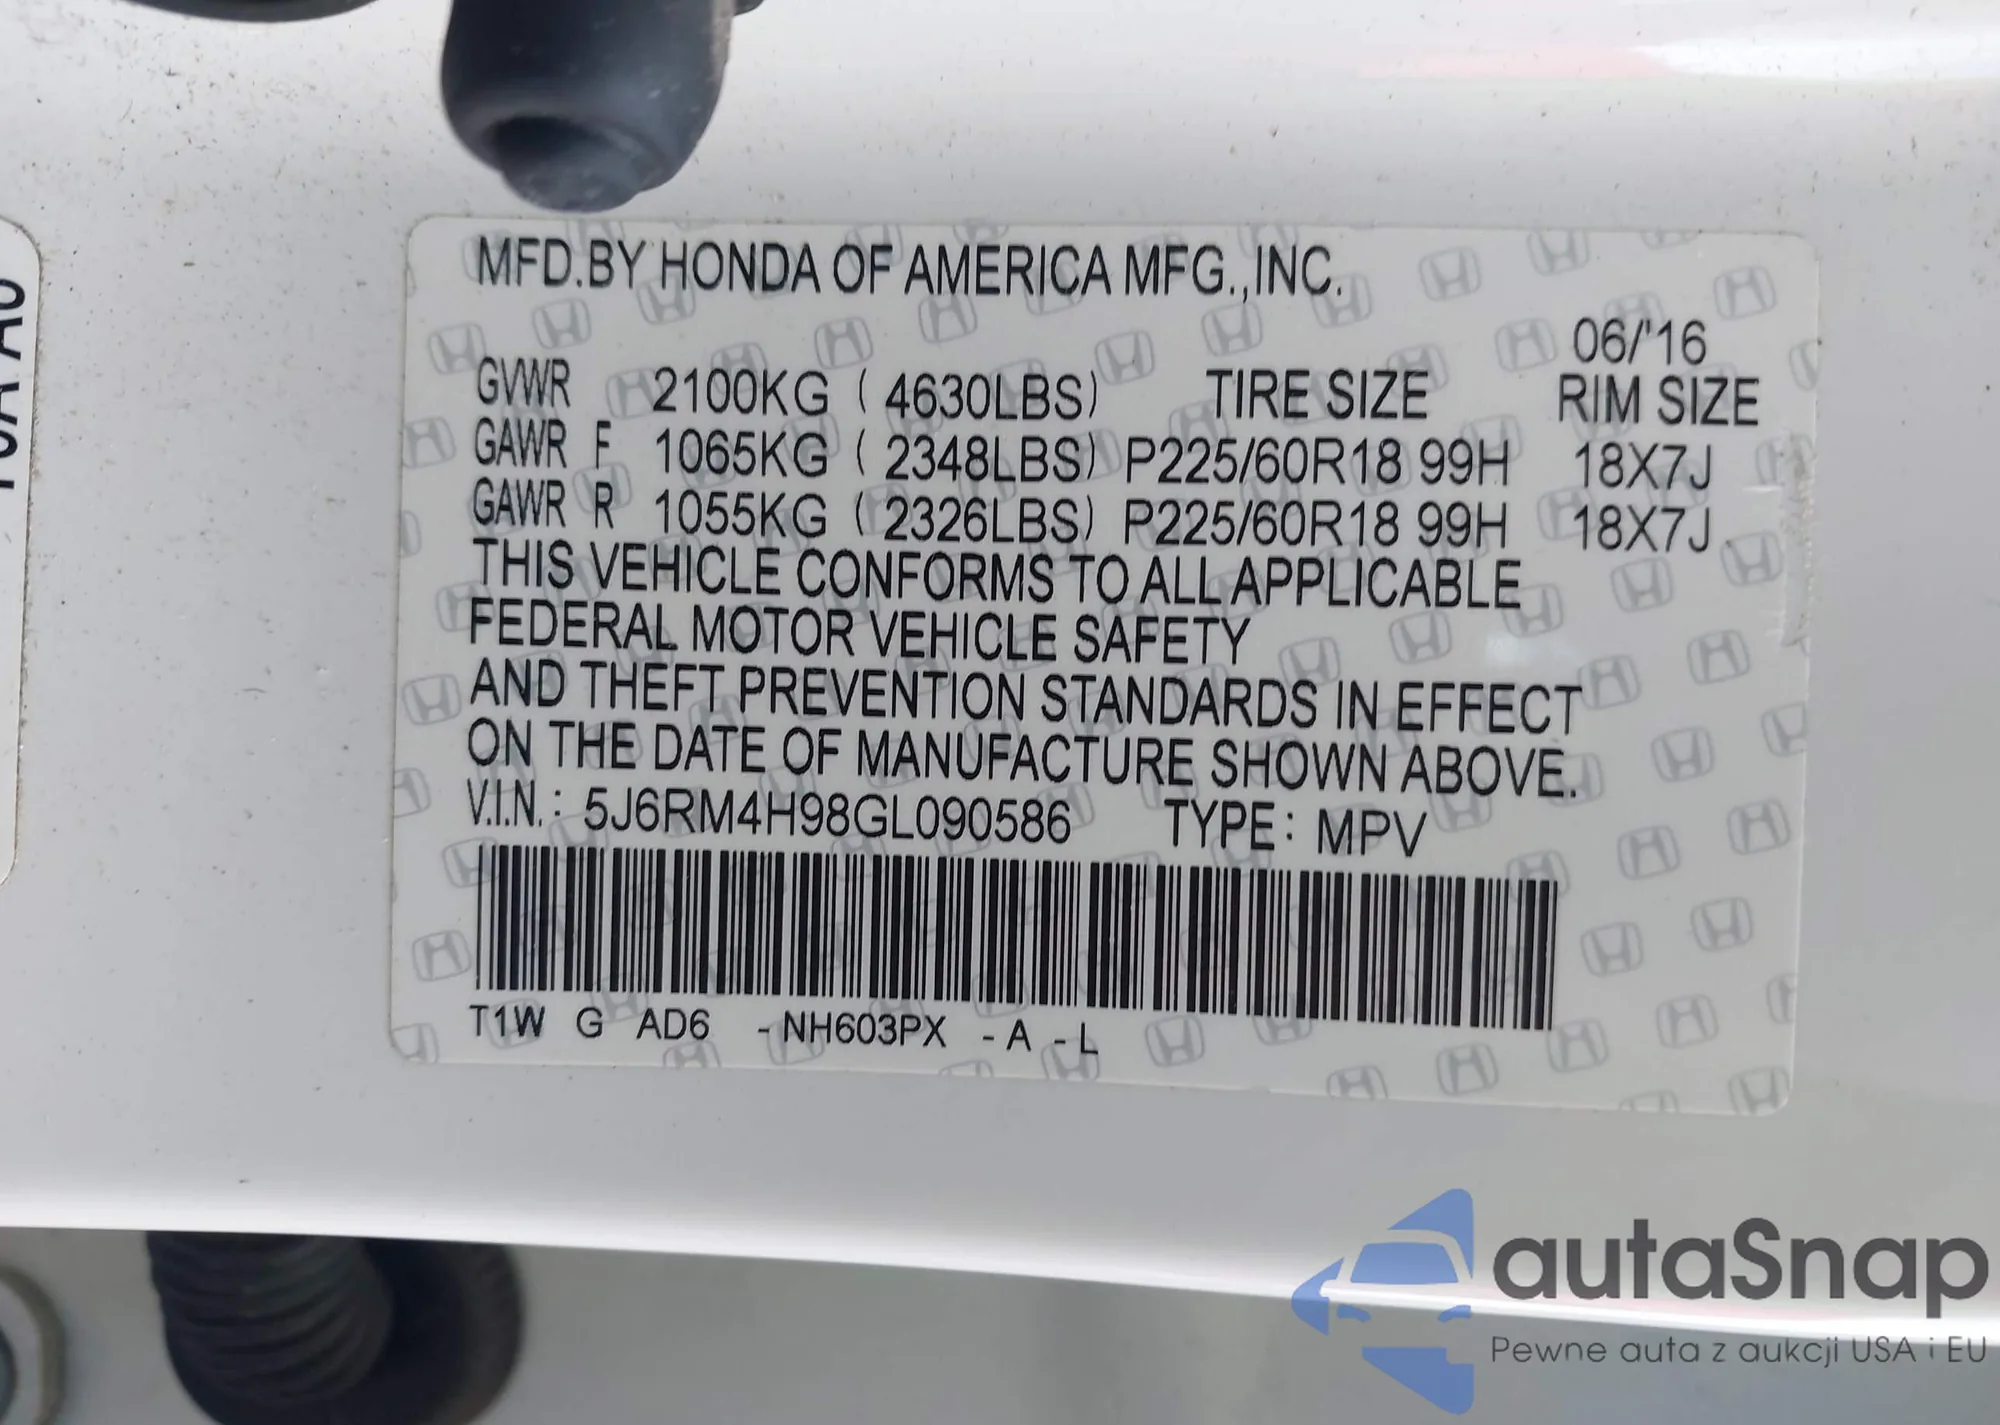 MFD.BY HONDA OF AMERICA MFG.,INC.
06/'16
GVWR 2100KG ( 4630LBS) TIRE SIZE RIM SIZE
GAWR F 1065KG ( 2348LBS) P225/60R18 99H 18X7J
GAWR R 1055KG ( 2326LBS) P225/60R18 99H 18X7J
THIS VEHICLE CONFORMS TO ALL APPLICABLE
FEDERAL MOTOR VEHICLE SAFETY
AND THEFT PREVENTION STANDARDS IN EFFECT
ON THE DATE OF MANUFACTURE SHOWN ABOVE.
V.I.N.: 5J6RM4H98GL090586 TYPE: MPV
T1W G AD6 -NH603PX -A -L
autaSnap
Pewne auta z aukcji USA i EU